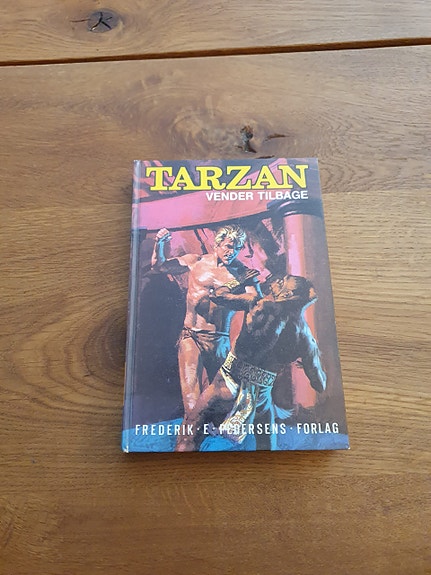 TARZAN
VENDER TILBAGE
FREDERIK · E · PEDERSENS · FORLAG